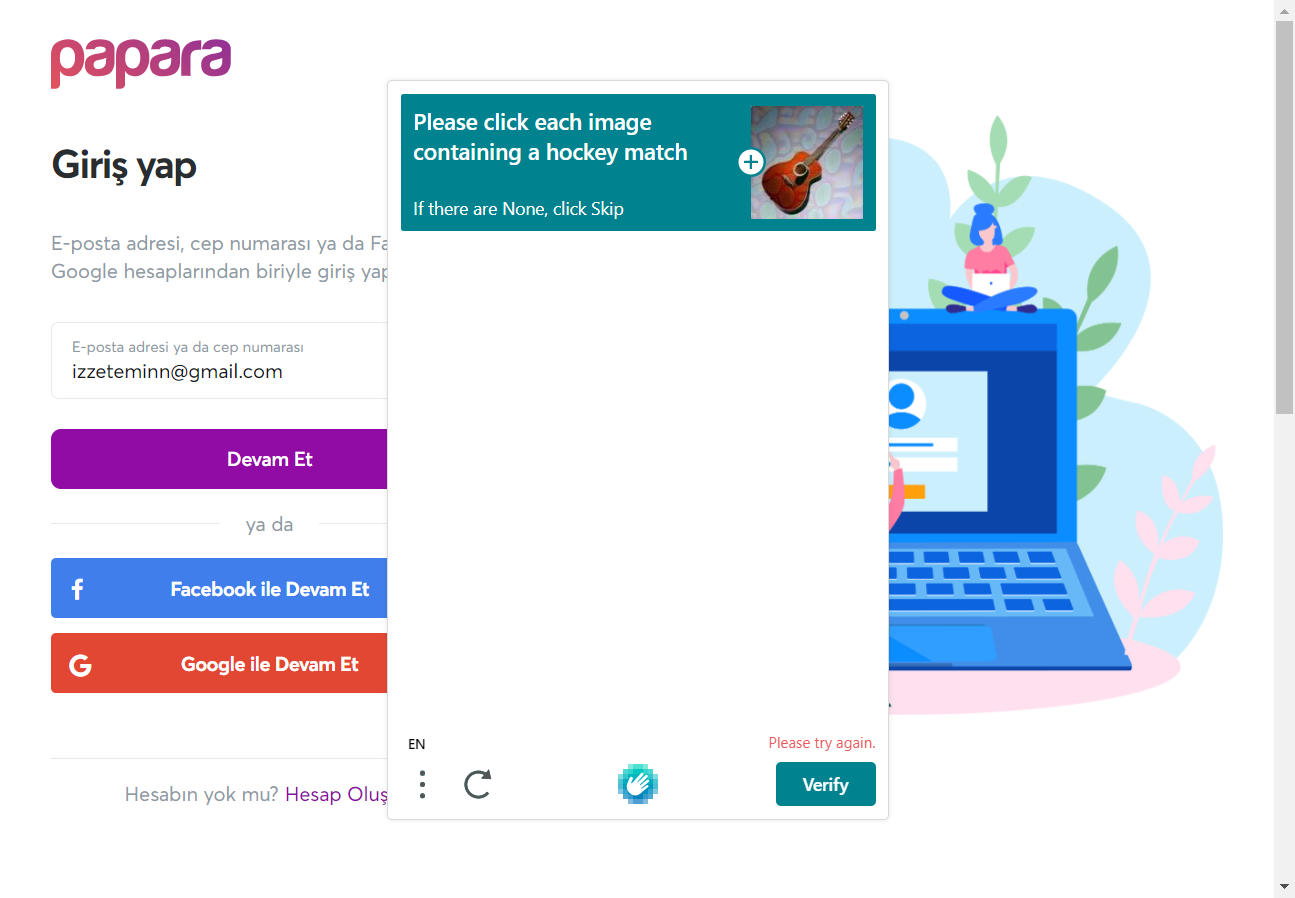 papara
Giriş yap
E-posta adresi, cep numarası ya da Fa
Google hesaplarından biriyle giriş yap
E-posta adresi ya da cep numarası
izzeteminn@gmail.com
Devam Et
ya da
Facebook ile Devam Et
Google ile Devam Et
Hesabın yok mu? Hesap Oluş
Please click each image
containing a hockey match
If there are None, click Skip
EN
Please try again.
Verify